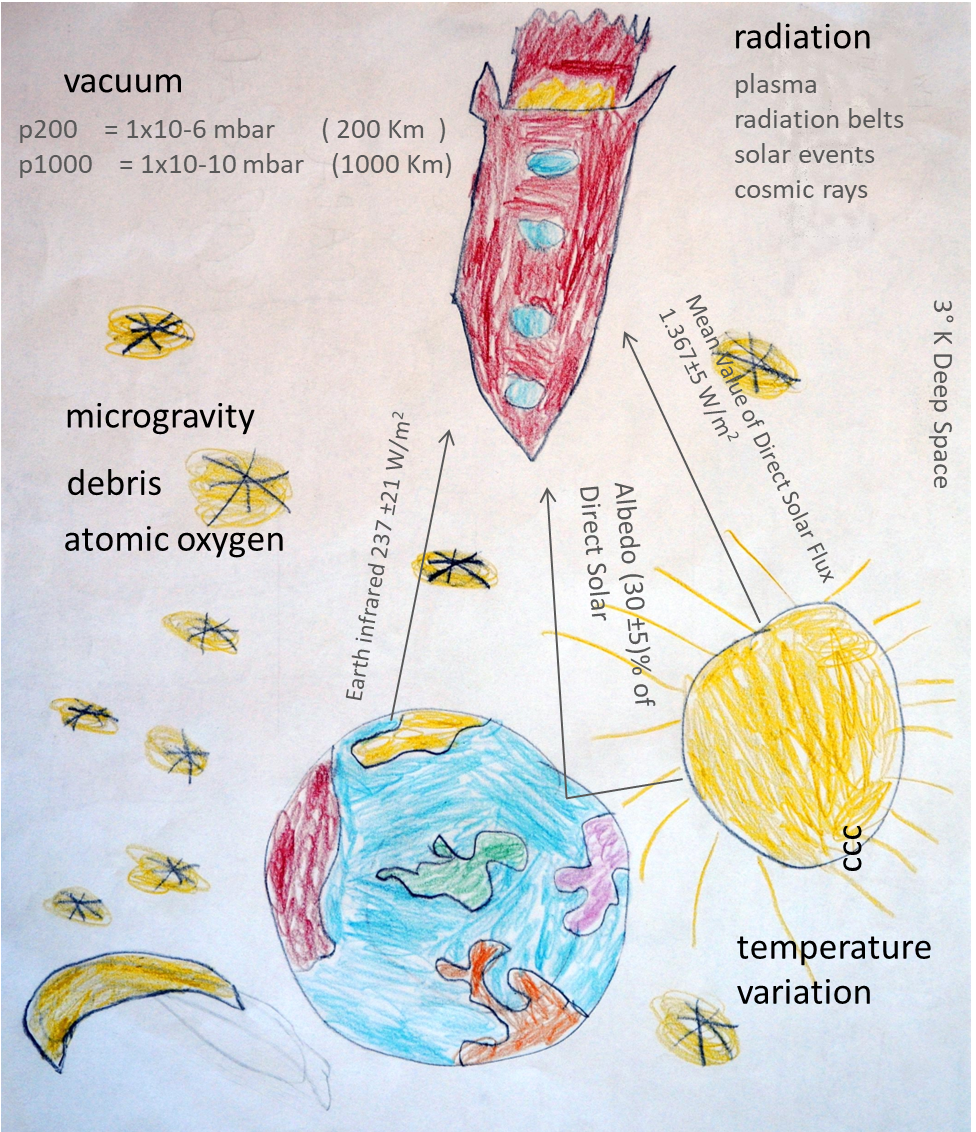 vacuum
p200 = 1x10-6 mbar ( 200 Km )
p1000 = 1x10-10 mbar (1000 Km)
radiation
plasma
radiation belts
solar events
cosmic rays
3° K Deep Space
Mean Value of Direct Solar Flux
1.367±5 W/m²
microgravity
debris
atomic oxygen
Earth infrared 237 ±21 W/m²
Albedo (30 ±5)% of
Direct Solar
ccc
temperature
variation